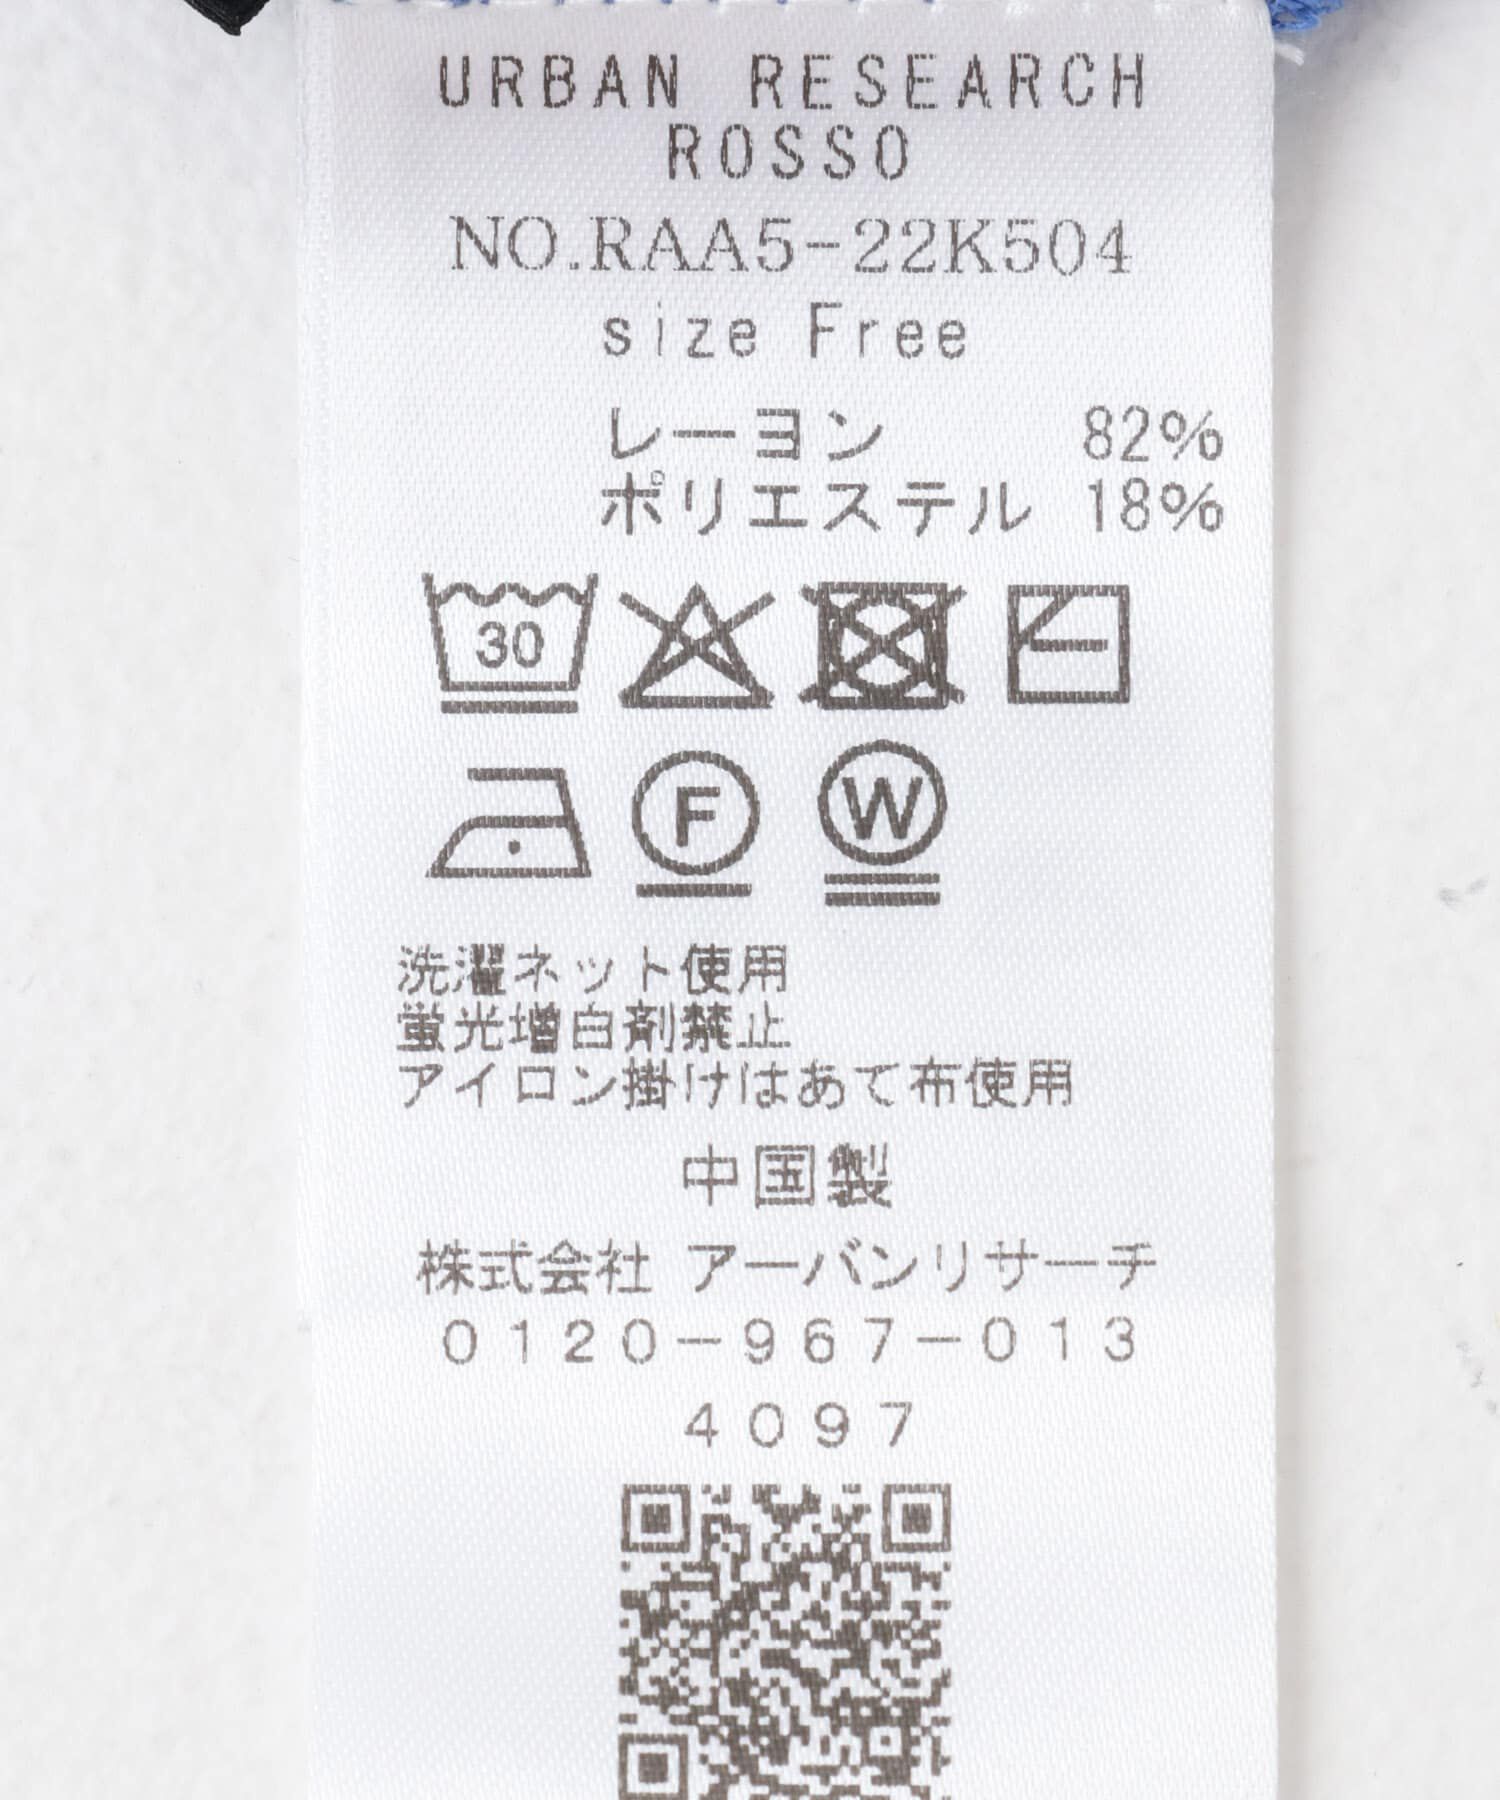 URBAN RESEARCH
ROSSO
NO.RAA5-22K504
size Free
レーヨン 82%
ポリエステル 18%
30
F
W
洗濯ネット使用
蛍光増白剤禁止
アイロン掛けはあて布使用
中国製
株式会社 アーバンリサーチ
0120-967-013
4097